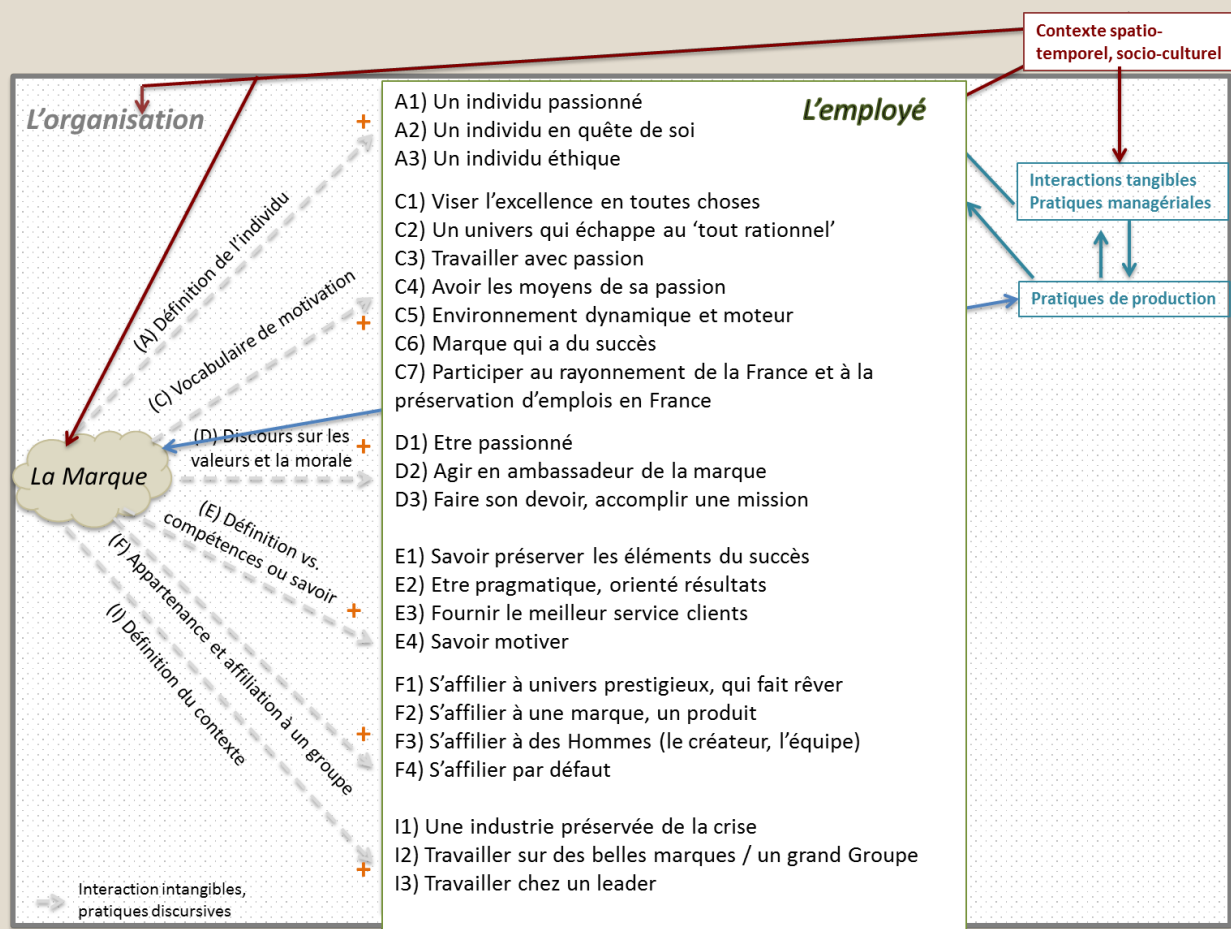 Contexte spatio-
temporel, socio-culturel
L'organisation
L'employé
+
A1) Un individu passionné
A2) Un individu en quête de soi
A3) Un individu éthique
(A) Définition de l'individu
Interactions tangibles
Pratiques managériales
C1) Viser l'excellence en toutes choses
C2) Un univers qui échappe au ‘tout rationnel’
C3) Travailler avec passion
C4) Avoir les moyens de sa passion
C5) Environnement dynamique et moteur
C6) Marque qui a du succès
C7) Participer au rayonnement de la France et à la
préservation d'emplois en France
Pratiques de production
(C) Vocabulaire de motivation
+
(D) Discours sur les
valeurs et la morale
+
D1) Etre passionné
D2) Agir en ambassadeur de la marque
D3) Faire son devoir, accomplir une mission
La Marque
(E) Définition vs.
compétences ou savoir
+
E1) Savoir préserver les éléments du succès
E2) Etre pragmatique, orienté résultats
E3) Fournir le meilleur service clients
E4) Savoir motiver
(F) Appartenance et affiliation à un groupe
+
F1) S'affilier à univers prestigieux, qui fait rêver
F2) S'affilier à une marque, un produit
F3) S'affilier à des Hommes (le créateur, l'équipe)
F4) S'affilier par défaut
(I) Définition du contexte
+
I1) Une industrie préservée de la crise
I2) Travailler sur des belles marques / un grand Groupe
I3) Travailler chez un leader
Interaction intangibles,
pratiques discursives